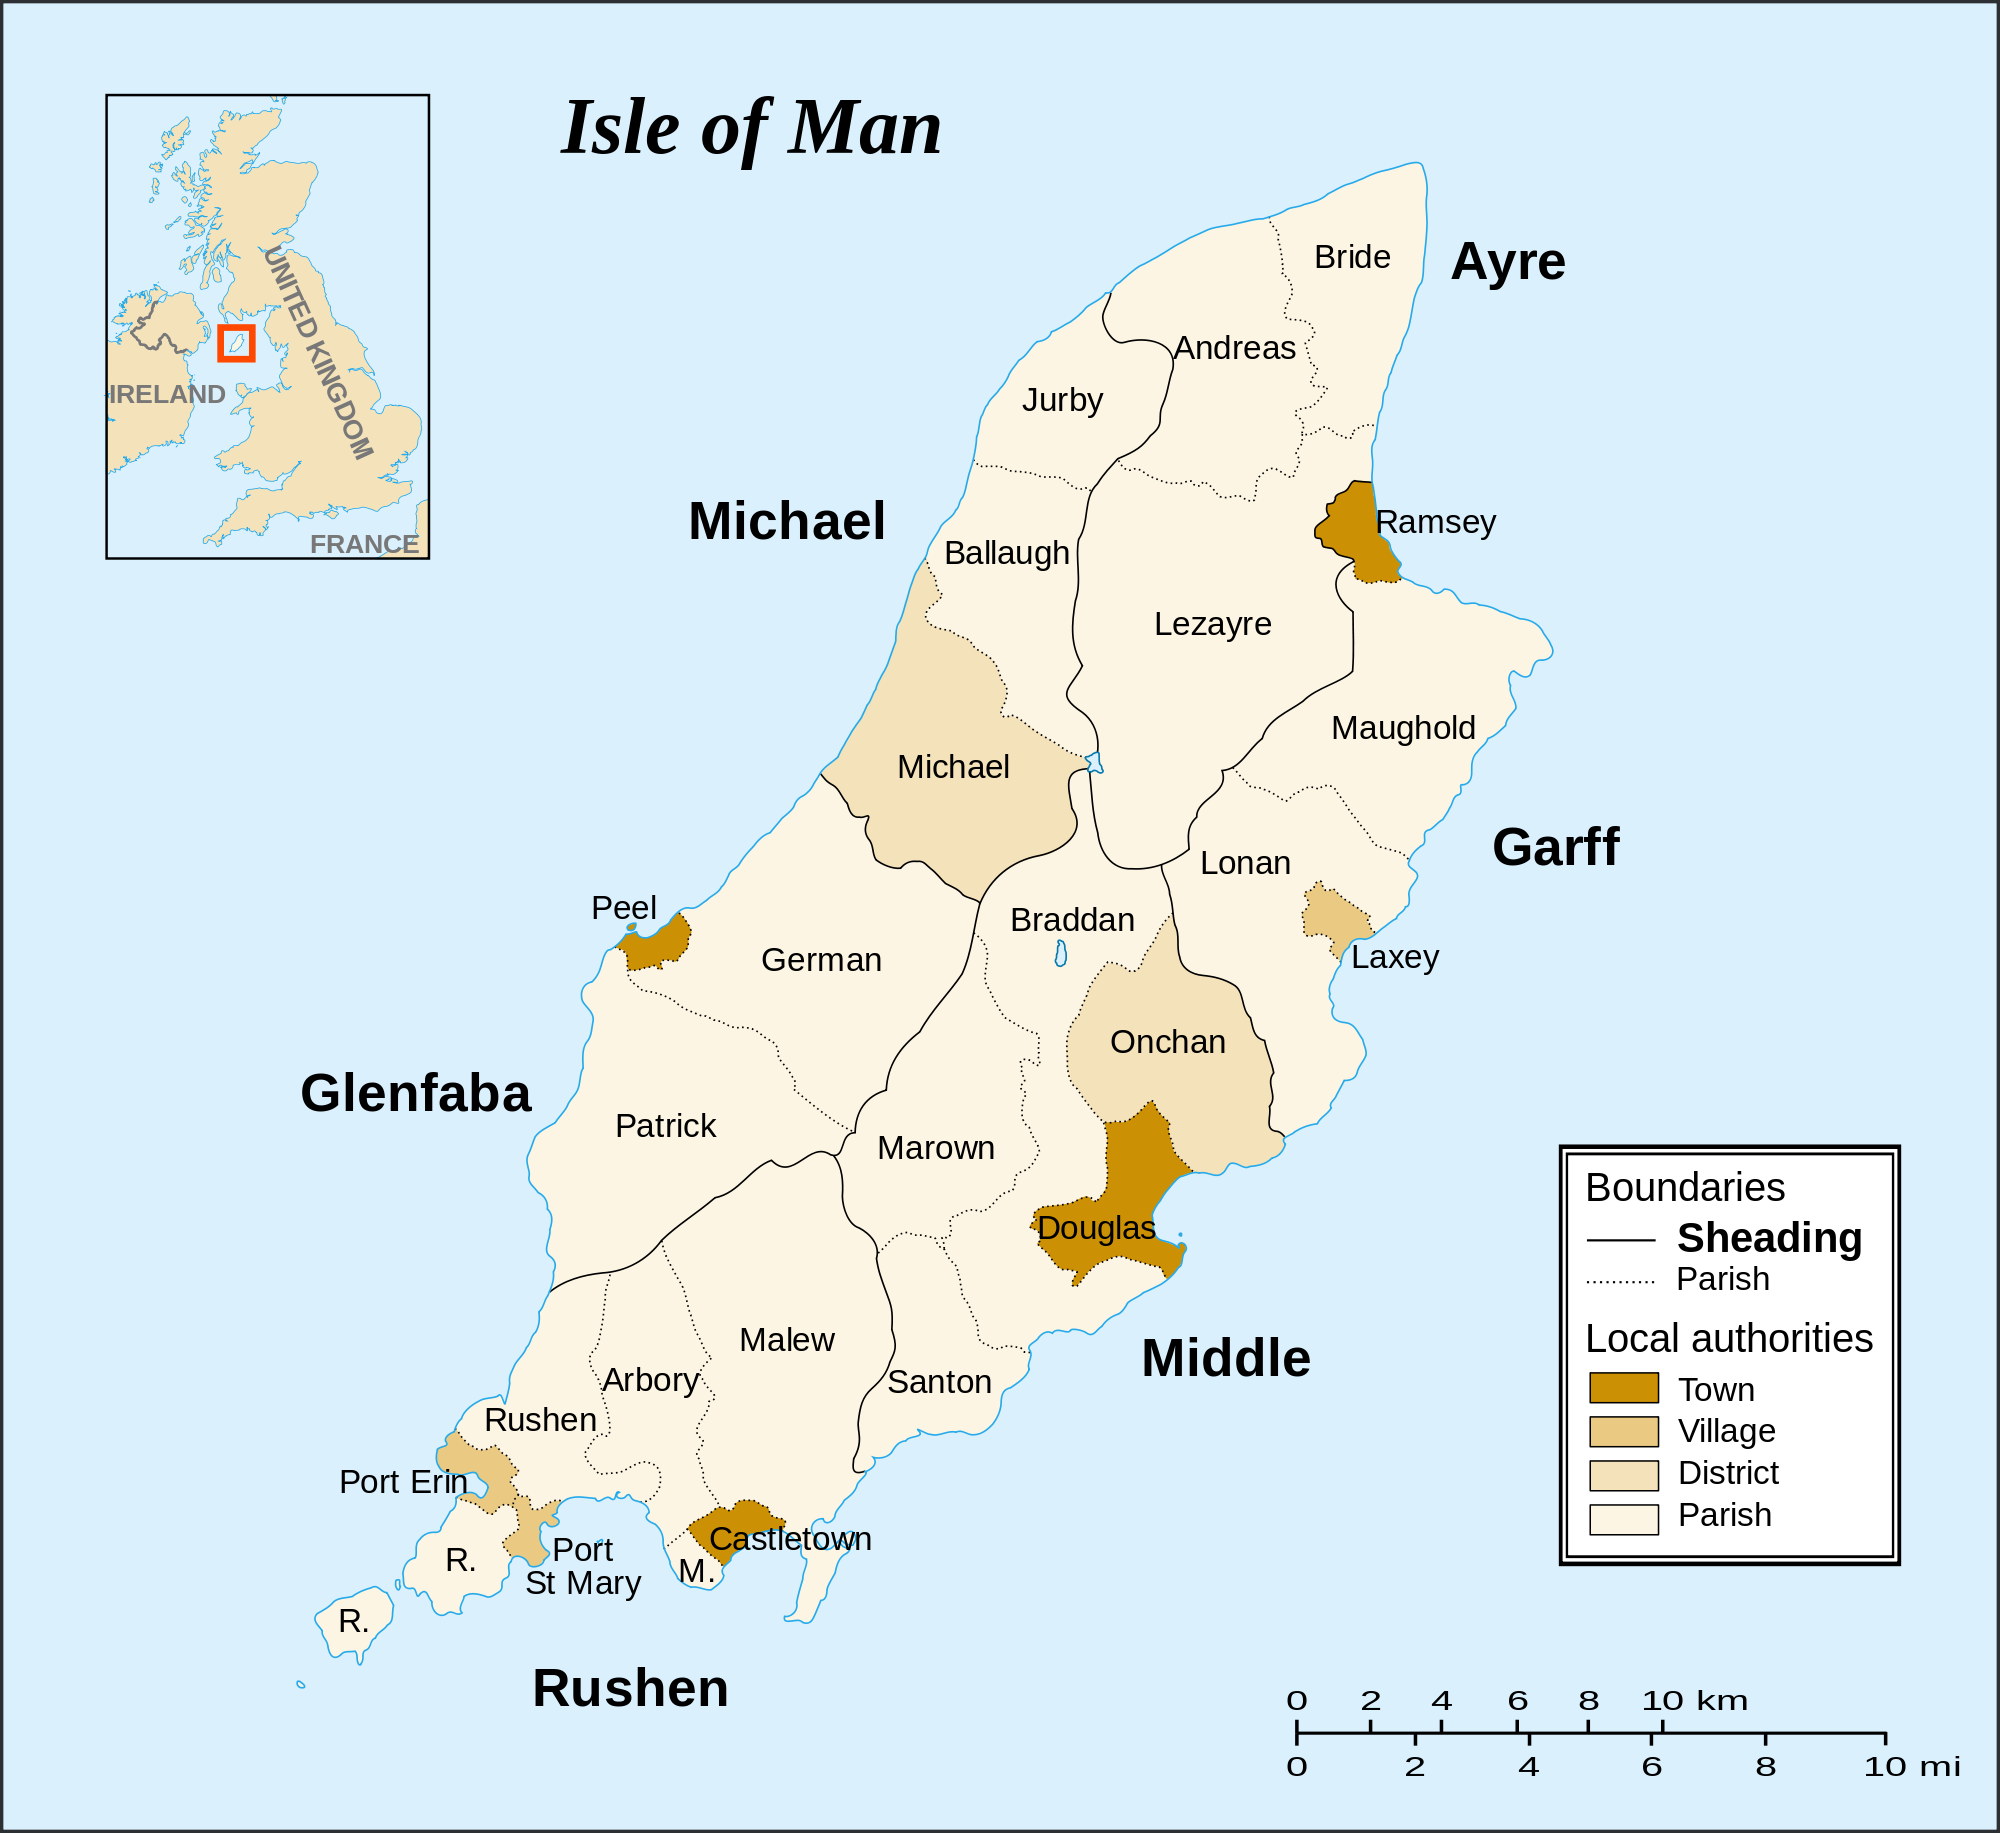 Isle of Man
UNITED KINGDOM
IRELAND
FRANCE
Ayre
Bride
Andreas
Jurby
Michael
Ramsey
Ballaugh
Lezayre
Maughold
Michael
Garff
Lonan
Peel
Braddan
German
Laxey
Onchan
Glenfaba
Patrick
Marown
Douglas
Malew
Middle
Arbory
Santon
Rushen
Port Erin
Castletown
Port
St Mary
R.
M.
R.
Rushen
Boundaries
Sheading
Parish
Local authorities
Town
Village
District
Parish
0 2 4 6 8 10 km
0 2 4 6 8 10 mi